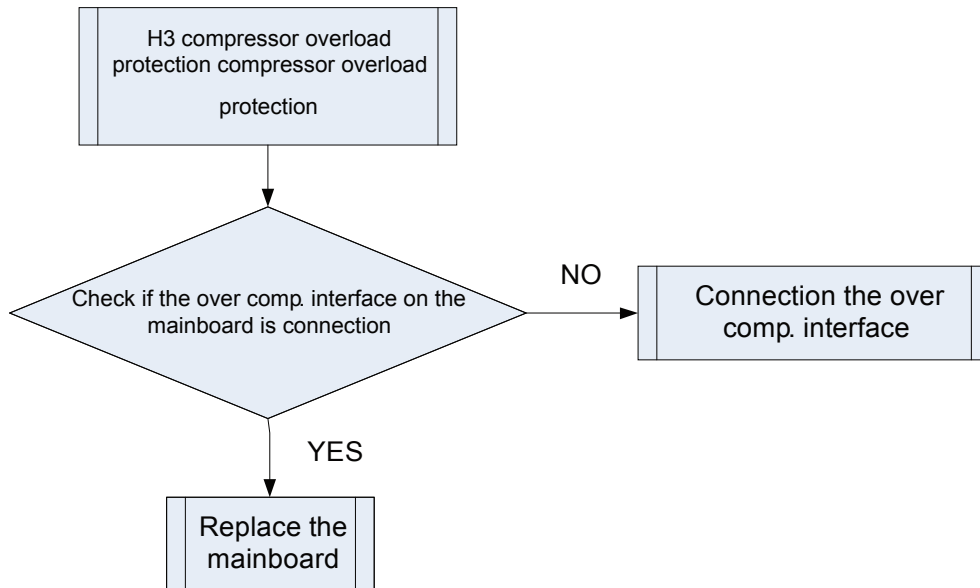 H3 compressor overload
protection compressor overload
protection
Check if the over comp. interface on the
mainboard is connection
NO
Connection the over
comp. interface
YES
Replace the
mainboard